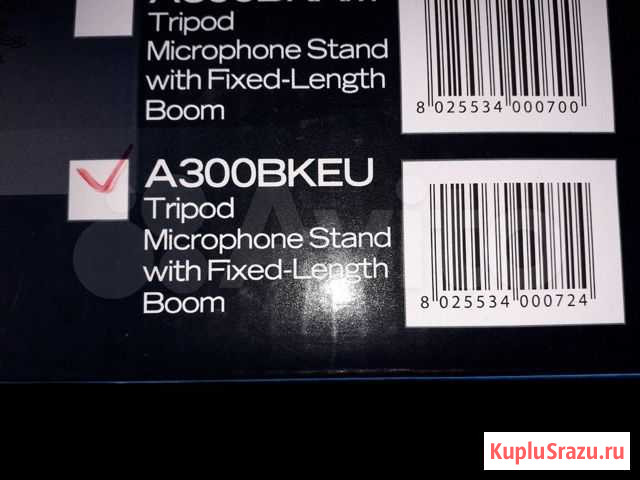 Tripod
Microphone Stand
with Fixed-Length
Boom
8 025534 000700
A300BKEU
Tripod
Microphone Stand
with Fixed-Length
Boom
8 025534 000724
Avito
KupluSrazu.ru